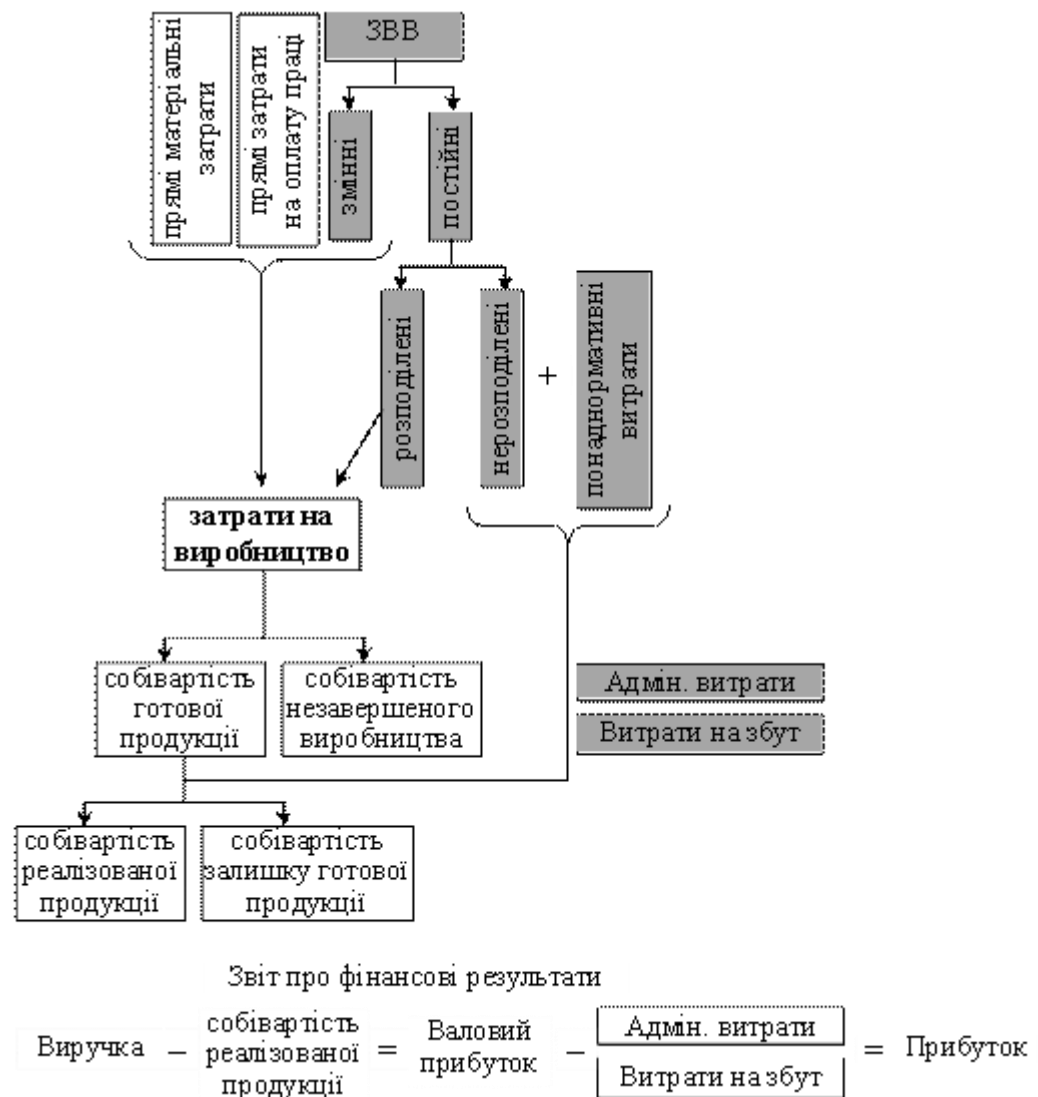 ЗВВ
прямі матеріальні
затрати
прямі затрати
на оплату праці
змінні
постійні
розподілені
нерозподілені
+
понаднормативні
витрати
затрати на
виробництво
собівартість
готової
продукції
собівартість
незавершеного
виробництва
Адмін. витрати
Витрати на збут
собівартість
реалізованої
продукції
собівартість
залишку готової
продукції
Звіт про фінансові результати
Виручка
–
собівартість
реалізованої
продукції
=
Валовий
прибуток
–
Адмін. витрати
Витрати на збут
=
Прибуток